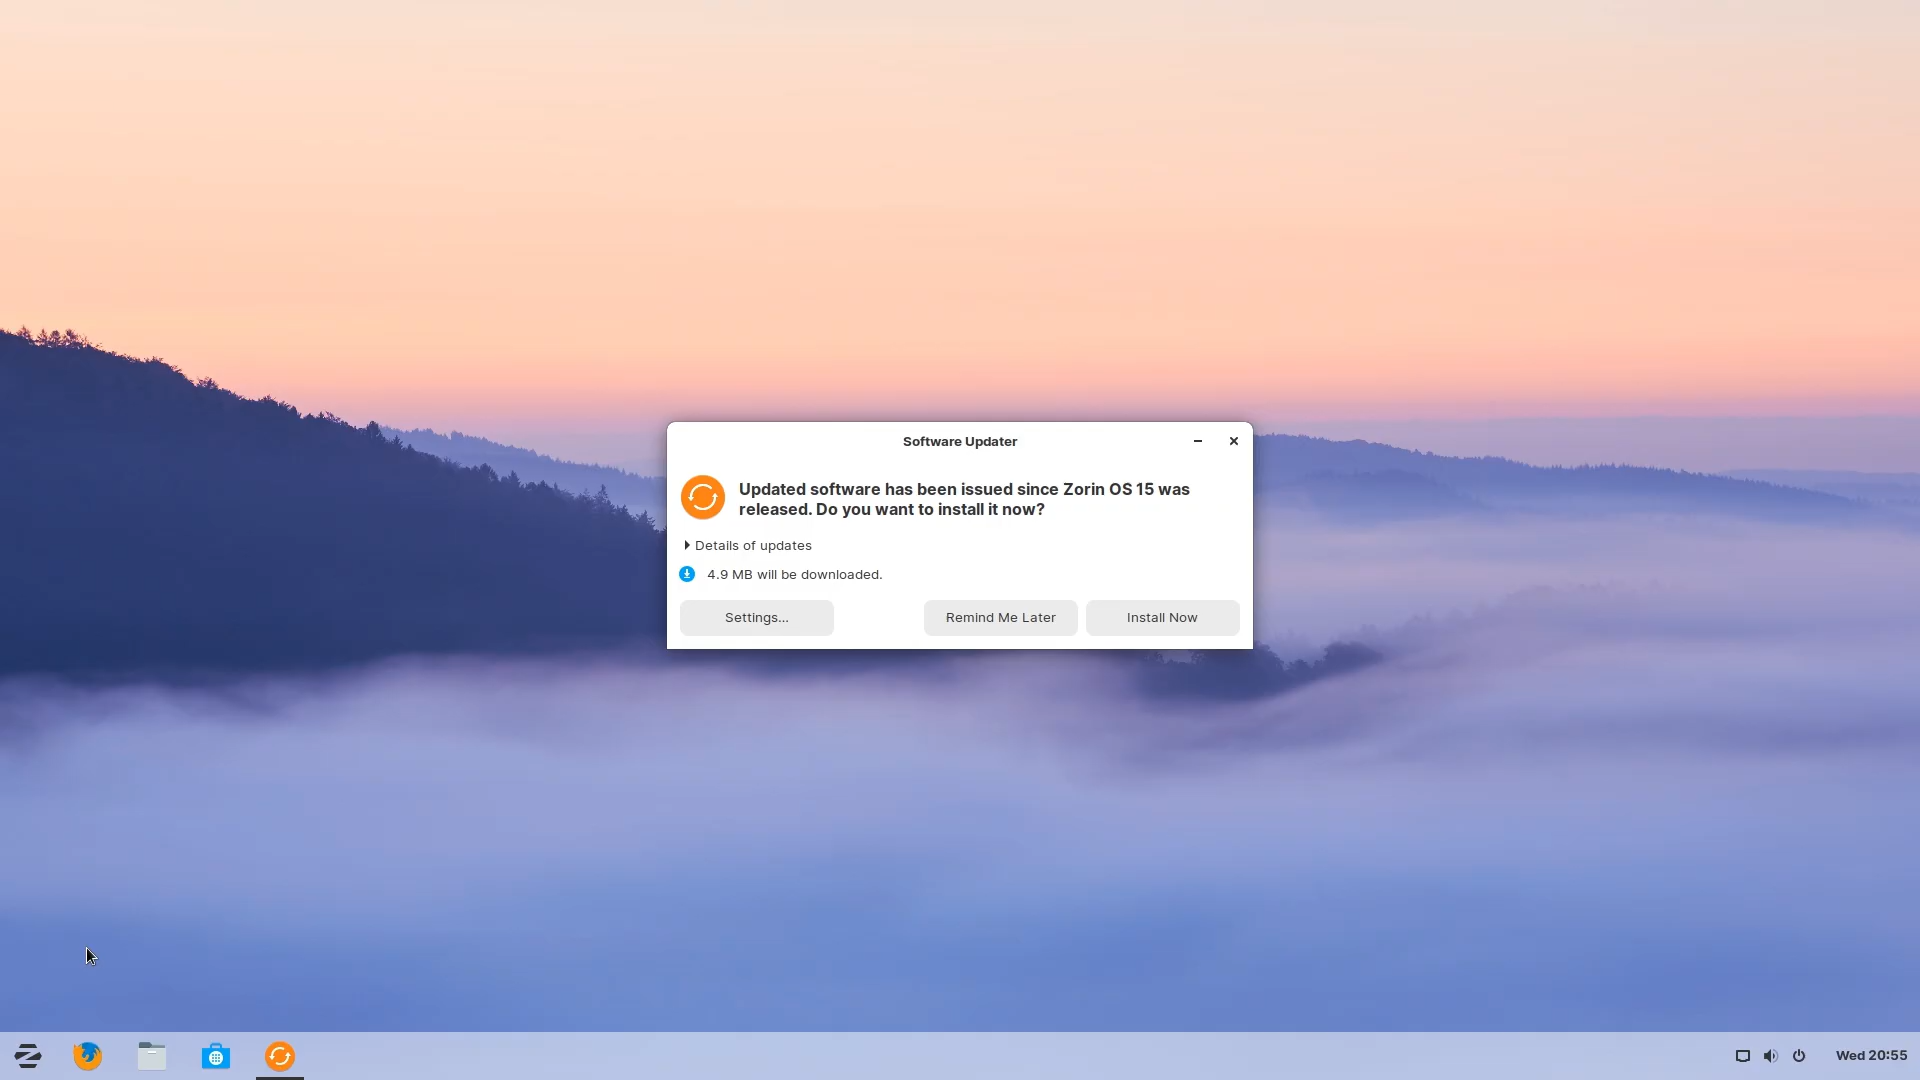 Software Updater
Updated software has been issued since Zorin OS 15 was
released. Do you want to install it now?
Details of updates
4.9 MB will be downloaded.
Settings...
Remind Me Later
Install Now
Wed 20:55